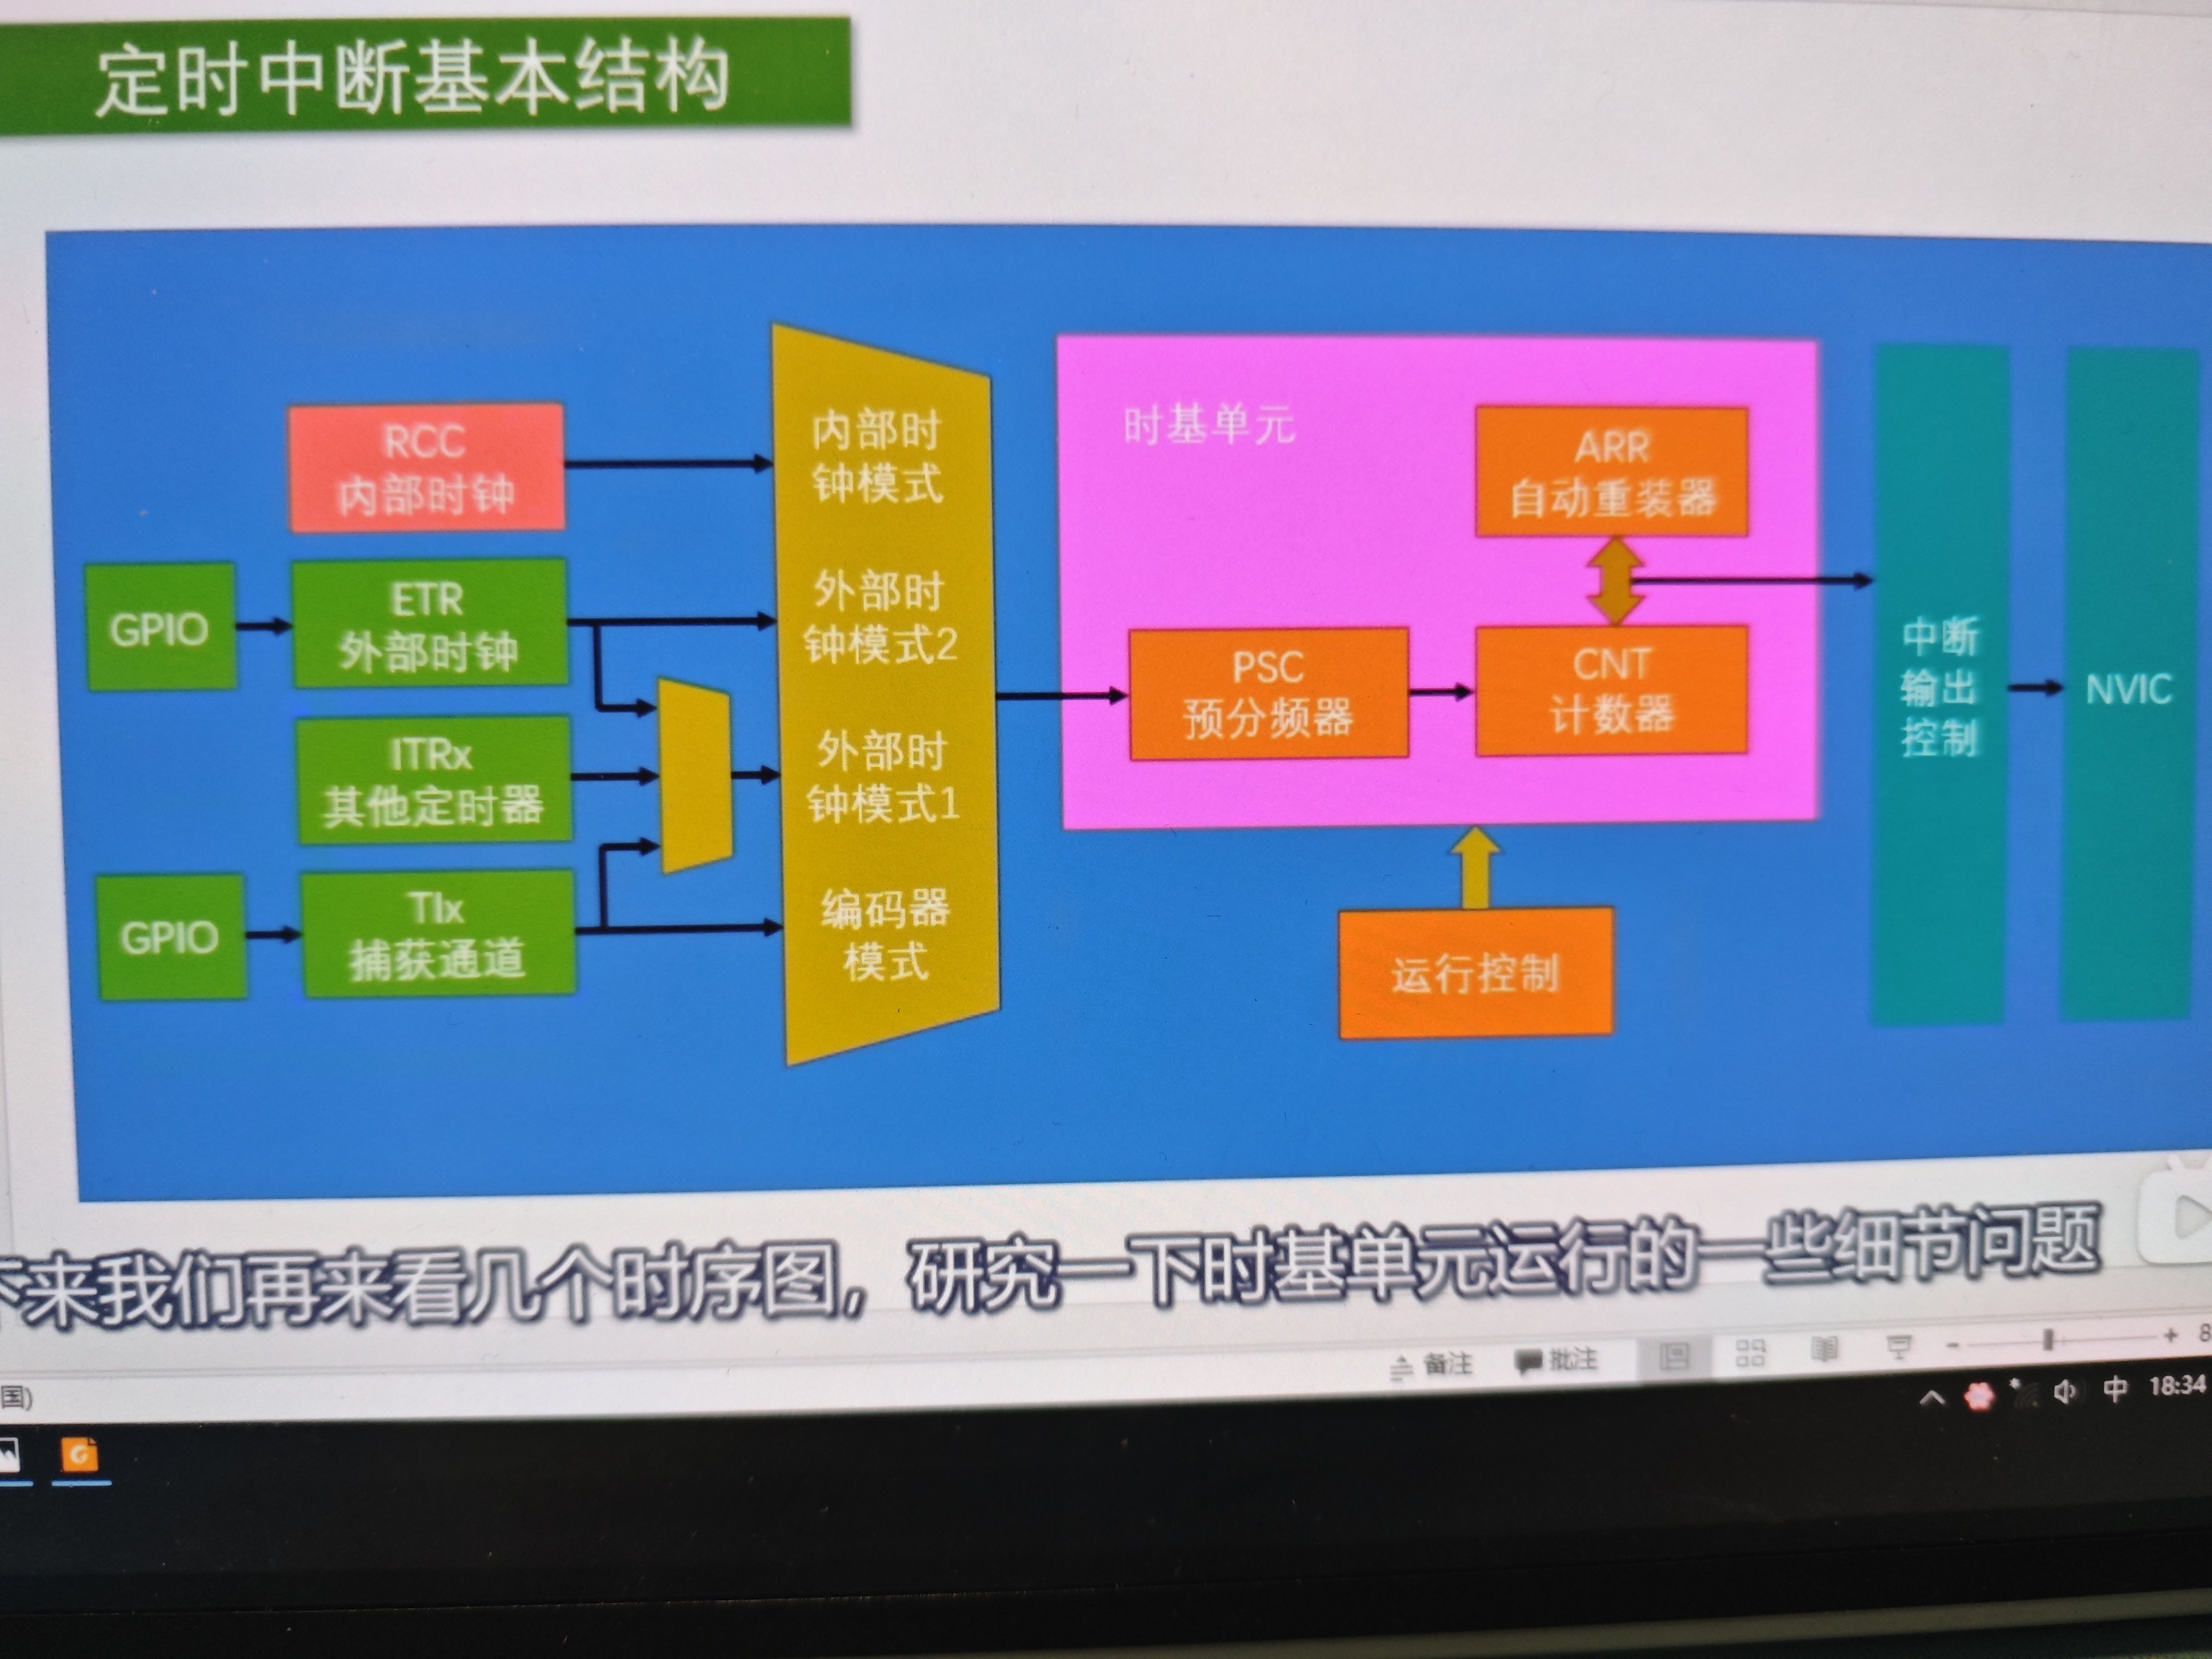 定时中断基本结构
RCC
内部时钟
GPIO
ETR
外部时钟
ITRx
其他定时器
GPIO
TIx
捕获通道
内部时
钟模式
外部时
钟模式2
外部时
钟模式1
编码器
模式
时基单元
ARR
自动重装器
PSC
预分频器
CNT
计数器
运行控制
中断
输出
控制
NVIC
下来我们再来看几个时序图，研究一下时基单元运行的一些细节问题
备注
批注
8
国)
中
18:34